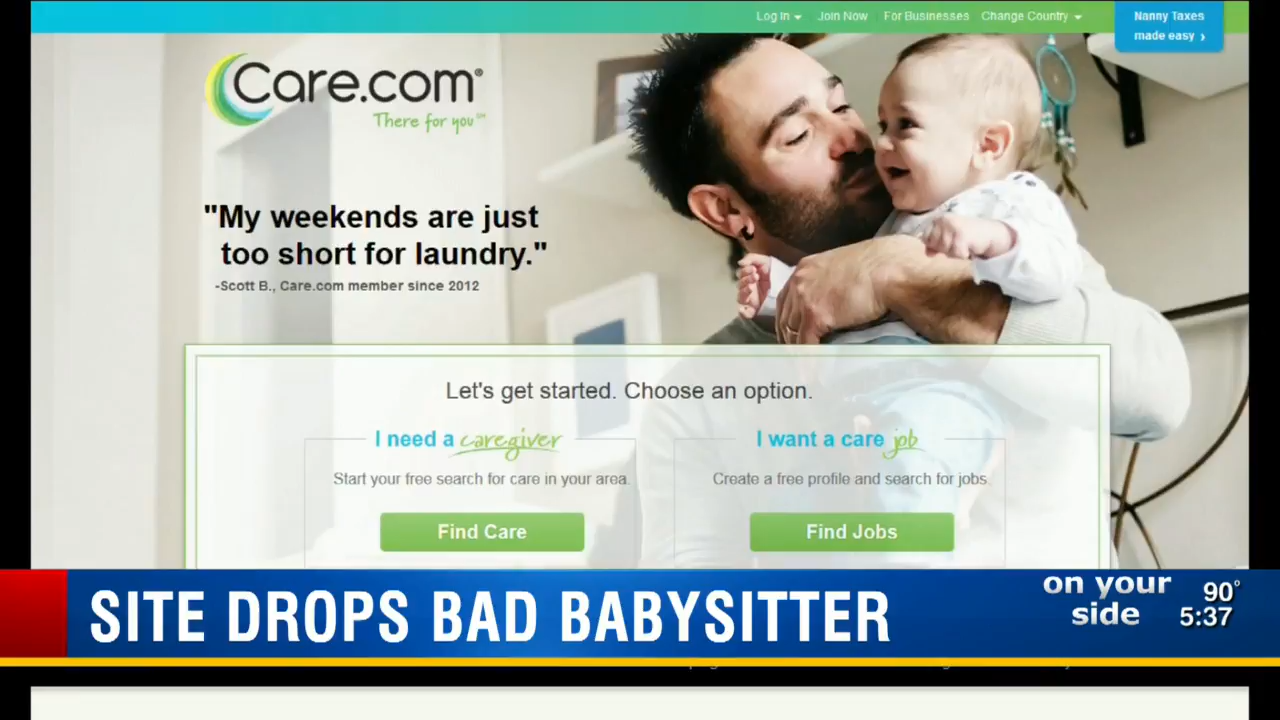 Log In
Join Now
For Businesses
Change Country
Nanny Taxes
made easy ›
Care.com®
There for you℠
"My weekends are just
too short for laundry."
-Scott B., Care.com member since 2012
Let's get started. Choose an option.
I need a caregiver
Start your free search for care in your area.
Find Care
I want a care job
Create a free profile and search for jobs.
Find Jobs
SITE DROPS BAD BABYSITTER
on your
side
90°
5:37